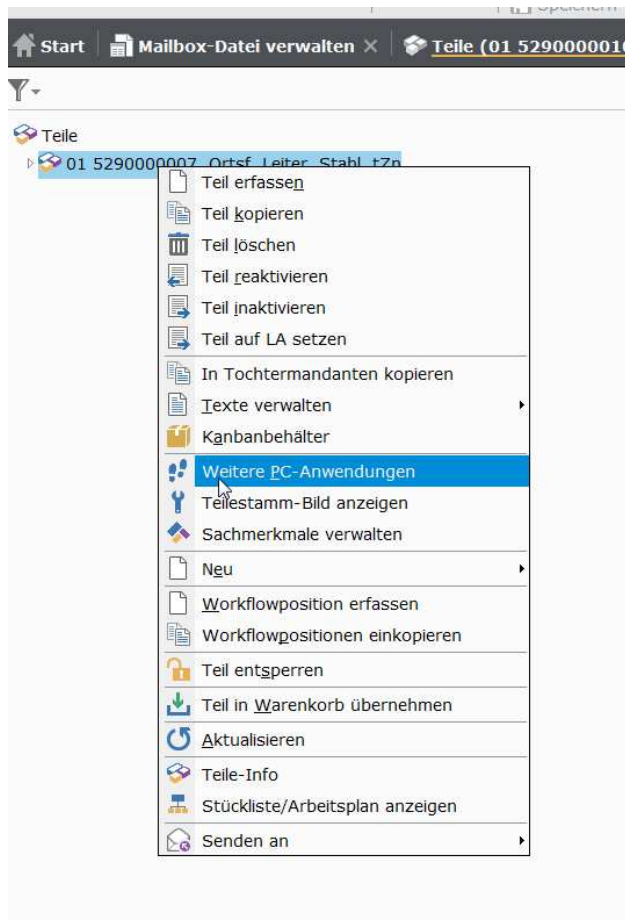 Speichern
Start Mailbox-Datei verwalten × Teile (01 5290000010
Teile
01 5290000007 Ortsf. Leiter, Stahl, tZn
Teil erfassen
Teil kopieren
Teil löschen
Teil reaktivieren
Teil inaktivieren
Teil auf LA setzen
In Tochtermandanten kopieren
Texte verwalten
Kanbanbehälter
Weitere PC-Anwendungen
Teilestamm-Bild anzeigen
Sachmerkmale verwalten
Neu
Workflowposition erfassen
Workflowpositionen einkopieren
Teil entsperren
Teil in Warenkorb übernehmen
Aktualisieren
Teile-Info
Stückliste/Arbeitsplan anzeigen
Senden an